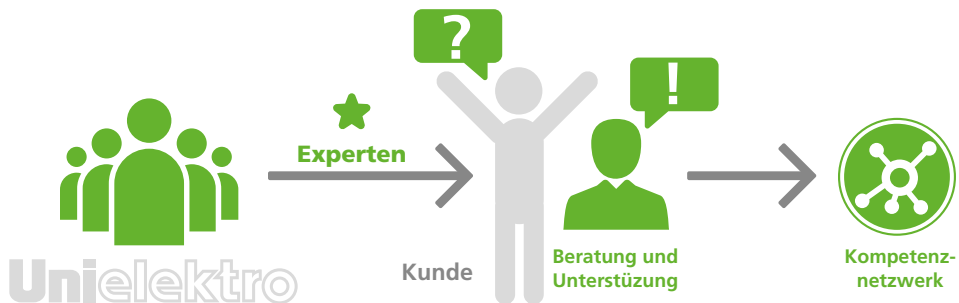 ?
!
Experten
Unielektro
Kunde
Beratung und
Unterstüzung
Kompetenz-
netzwerk